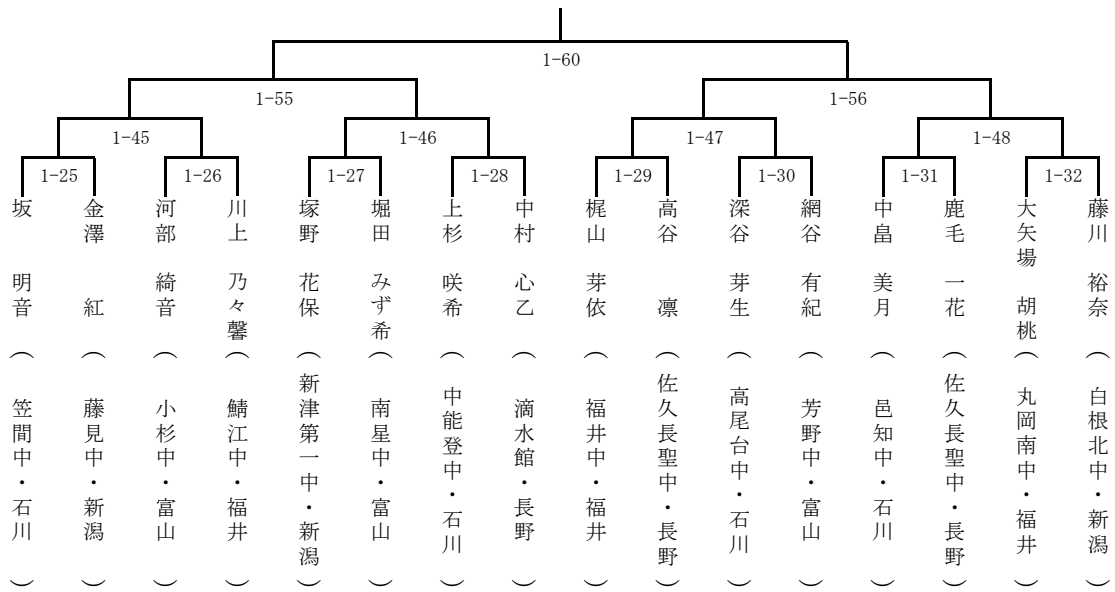 1-60
1-55
1-56
1-45
1-46
1-47
1-48
1-25
1-26
1-27
1-28
1-29
1-30
1-31
1-32
坂 明音 (笠間中・石川)
金澤 紅 (藤見中・新潟)
河部 綺音 (小杉中・富山)
川上 乃々馨 (鯖江中・福井)
塚野 花保 (新津第一中・新潟)
堀田 みず希 (南星中・富山)
上杉 咲希 (中能登中・石川)
中村 心乙 (滴水館・長野)
梶山 芽依 (福井中・福井)
高谷 凛 (佐久長聖中・長野)
深谷 芽生 (高尾台中・石川)
網谷 有紀 (芳野中・富山)
中畠 美月 (邑知中・石川)
鹿毛 一花 (佐久長聖中・長野)
大矢場 胡桃 (丸岡南中・福井)
藤川 裕奈 (白根北中・新潟)